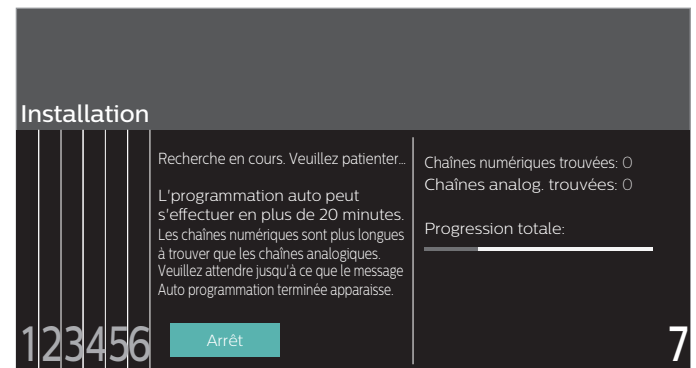 Installation
Recherche en cours. Veuillez patienter...
L'programmation auto peut
s'effectuer en plus de 20 minutes.
Les chaînes numériques sont plus longues
à trouver que les chaînes analogiques.
Veuillez attendre jusqu'à ce que le message
Auto programmation terminée apparaisse.
Arrêt
Chaînes numériques trouvées: 0
Chaînes analog. trouvées: 0
Progression totale:
123456
7